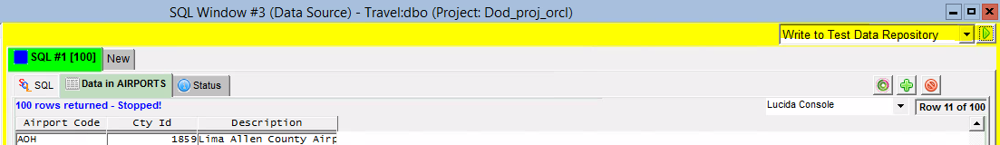 SQL Window #3 (Data Source) - Travel:dbo (Project: Dod_proj_orcl)
Write to Test Data Repository
SQL #1 [100] New
SQL Data in AIRPORTS Status
100 rows returned - Stopped! Lucida Console Row 11 of 100
Airport Code Cty Id Description
AOH 1859 Lima Allen County Airp